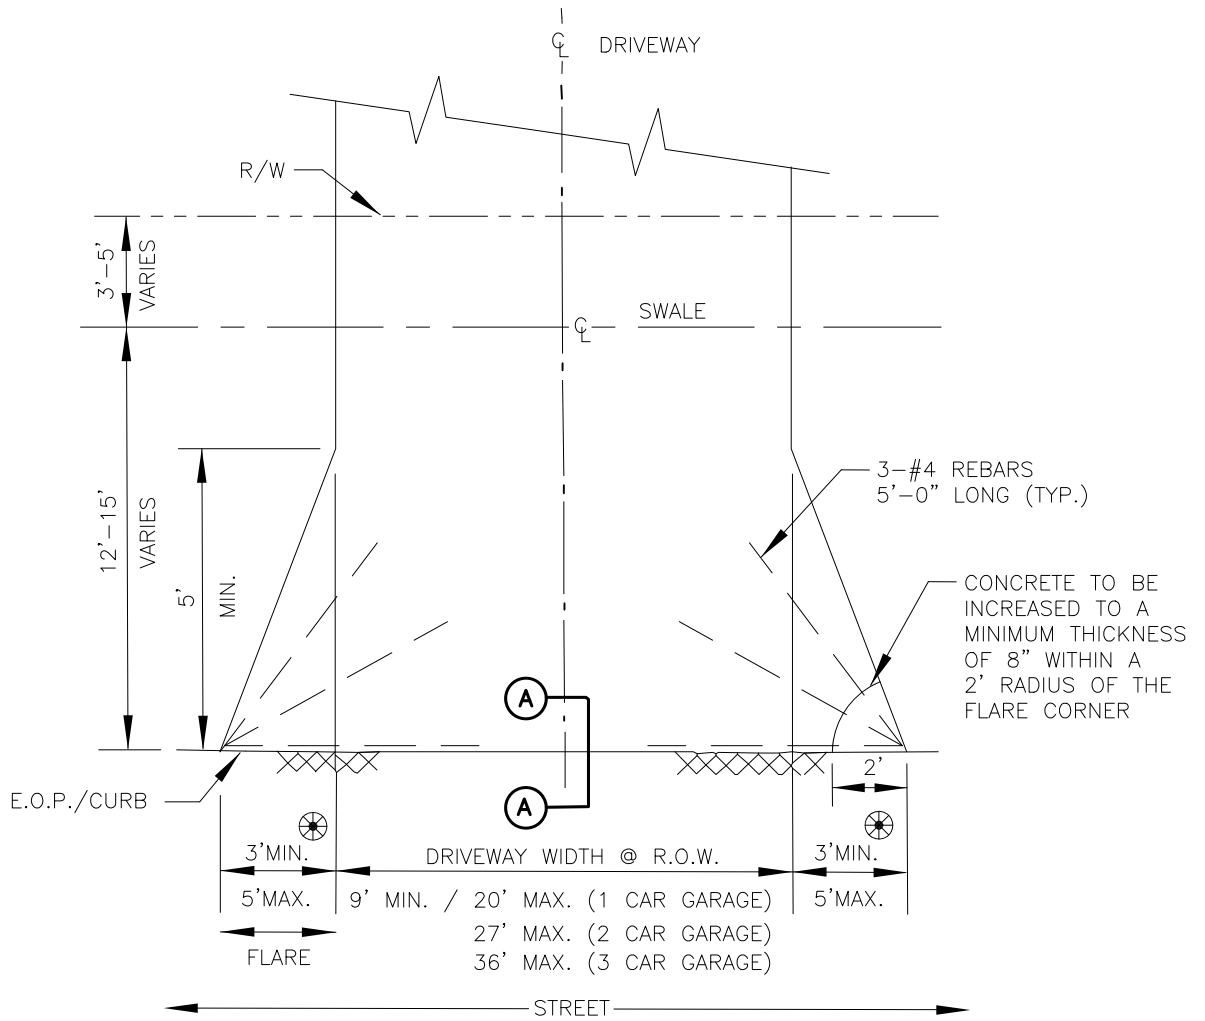 ℄ DRIVEWAY
R/W
3'-5'
VARIES
SWALE
℄
3-#4 REBARS
5'-0" LONG (TYP.)
12'-15'
VARIES
5'
MIN.
CONCRETE TO BE
INCREASED TO A
MINIMUM THICKNESS
OF 8" WITHIN A
2' RADIUS OF THE
FLARE CORNER
A
A
2'
E.O.P./CURB
3'MIN.
5'MAX.
FLARE
DRIVEWAY WIDTH @ R.O.W.
9' MIN. / 20' MAX. (1 CAR GARAGE)
27' MAX. (2 CAR GARAGE)
36' MAX. (3 CAR GARAGE)
3'MIN.
5'MAX.
STREET